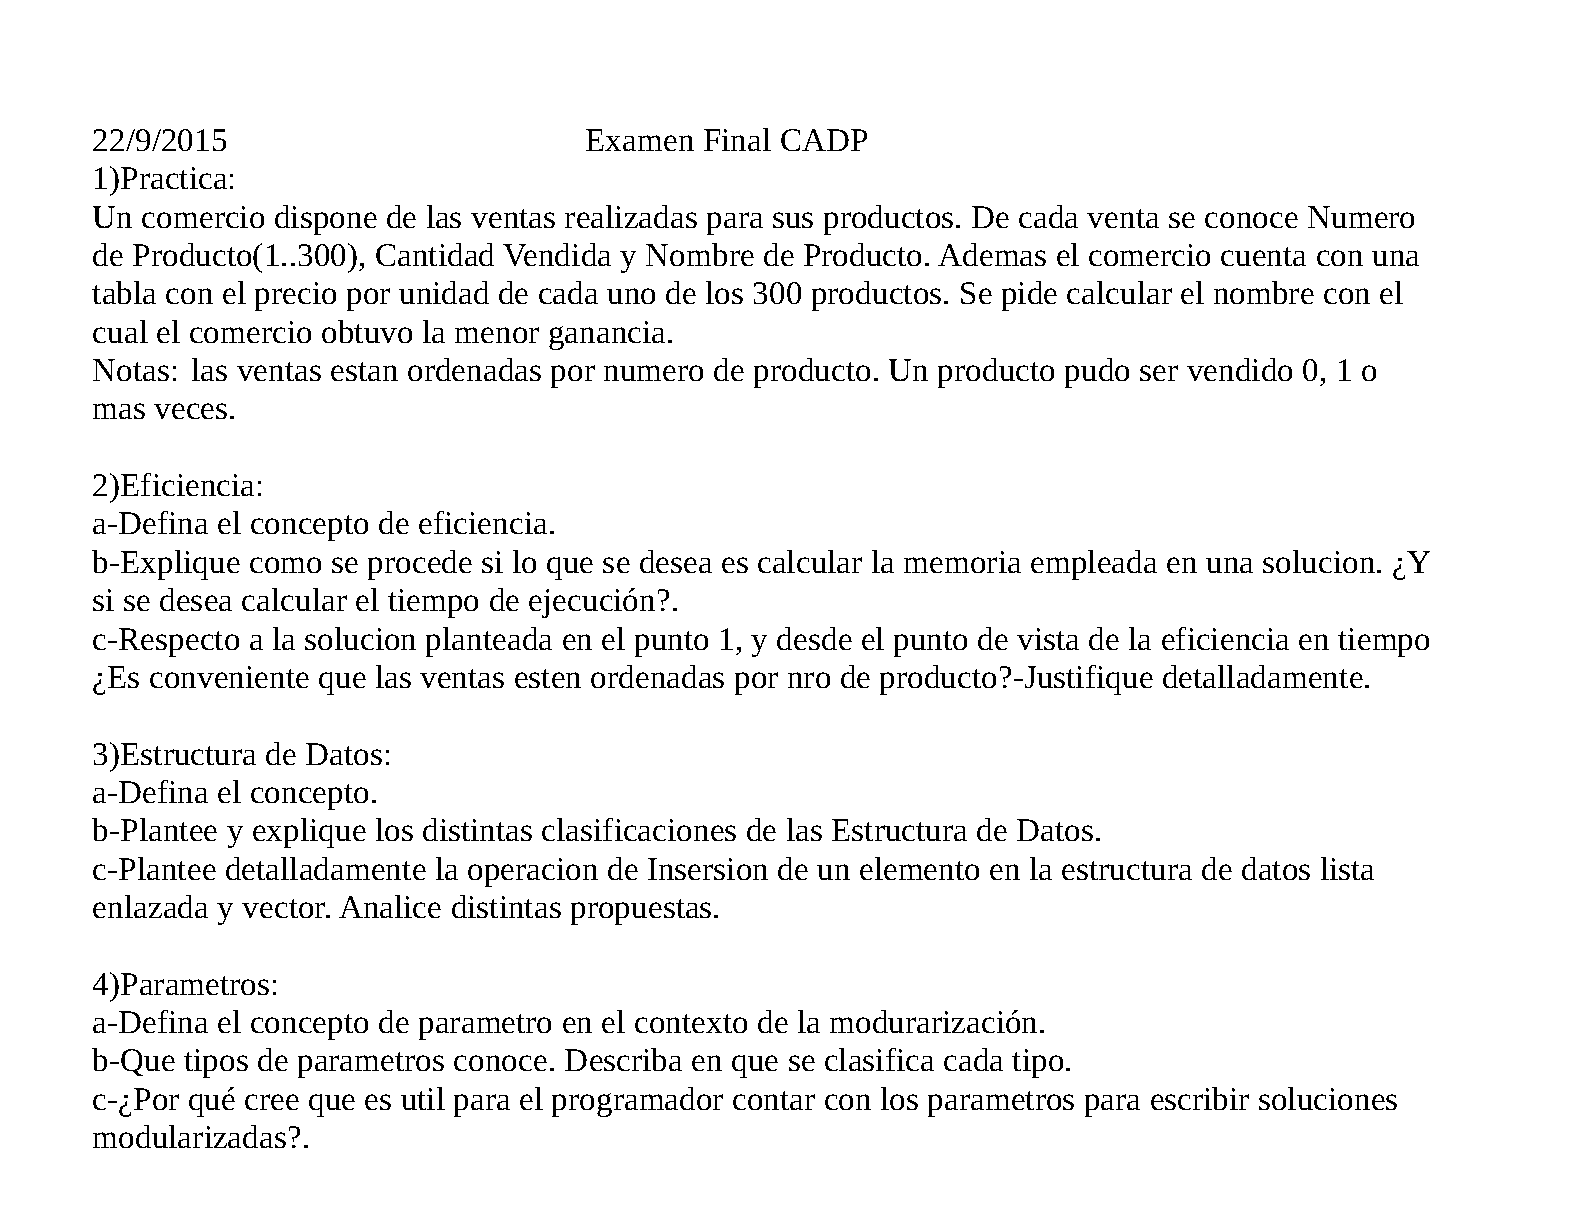 22/9/2015 Examen Final CADP
1)Practica:
Un comercio dispone de las ventas realizadas para sus productos. De cada venta se conoce Numero
de Producto(1..300), Cantidad Vendida y Nombre de Producto. Ademas el comercio cuenta con una
tabla con el precio por unidad de cada uno de los 300 productos. Se pide calcular el nombre con el
cual el comercio obtuvo la menor ganancia.
Notas: las ventas estan ordenadas por numero de producto. Un producto pudo ser vendido 0, 1 o
mas veces.
2)Eficiencia:
a-Defina el concepto de eficiencia.
b-Explique como se procede si lo que se desea es calcular la memoria empleada en una solucion. ¿Y
si se desea calcular el tiempo de ejecución?.
c-Respecto a la solucion planteada en el punto 1, y desde el punto de vista de la eficiencia en tiempo
¿Es conveniente que las ventas esten ordenadas por nro de producto?-Justifique detalladamente.
3)Estructura de Datos:
a-Defina el concepto.
b-Plantee y explique los distintas clasificaciones de las Estructura de Datos.
c-Plantee detalladamente la operacion de Insersion de un elemento en la estructura de datos lista
enlazada y vector. Analice distintas propuestas.
4)Parametros:
a-Defina el concepto de parametro en el contexto de la modurarización.
b-Que tipos de parametros conoce. Describa en que se clasifica cada tipo.
c-¿Por qué cree que es util para el programador contar con los parametros para escribir soluciones
modularizadas?.